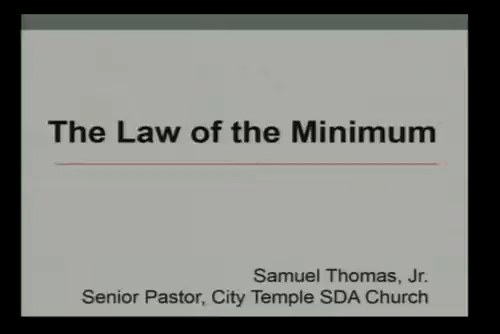 The Law of the Minimum
Samuel Thomas, Jr.
Senior Pastor, City Temple SDA Church